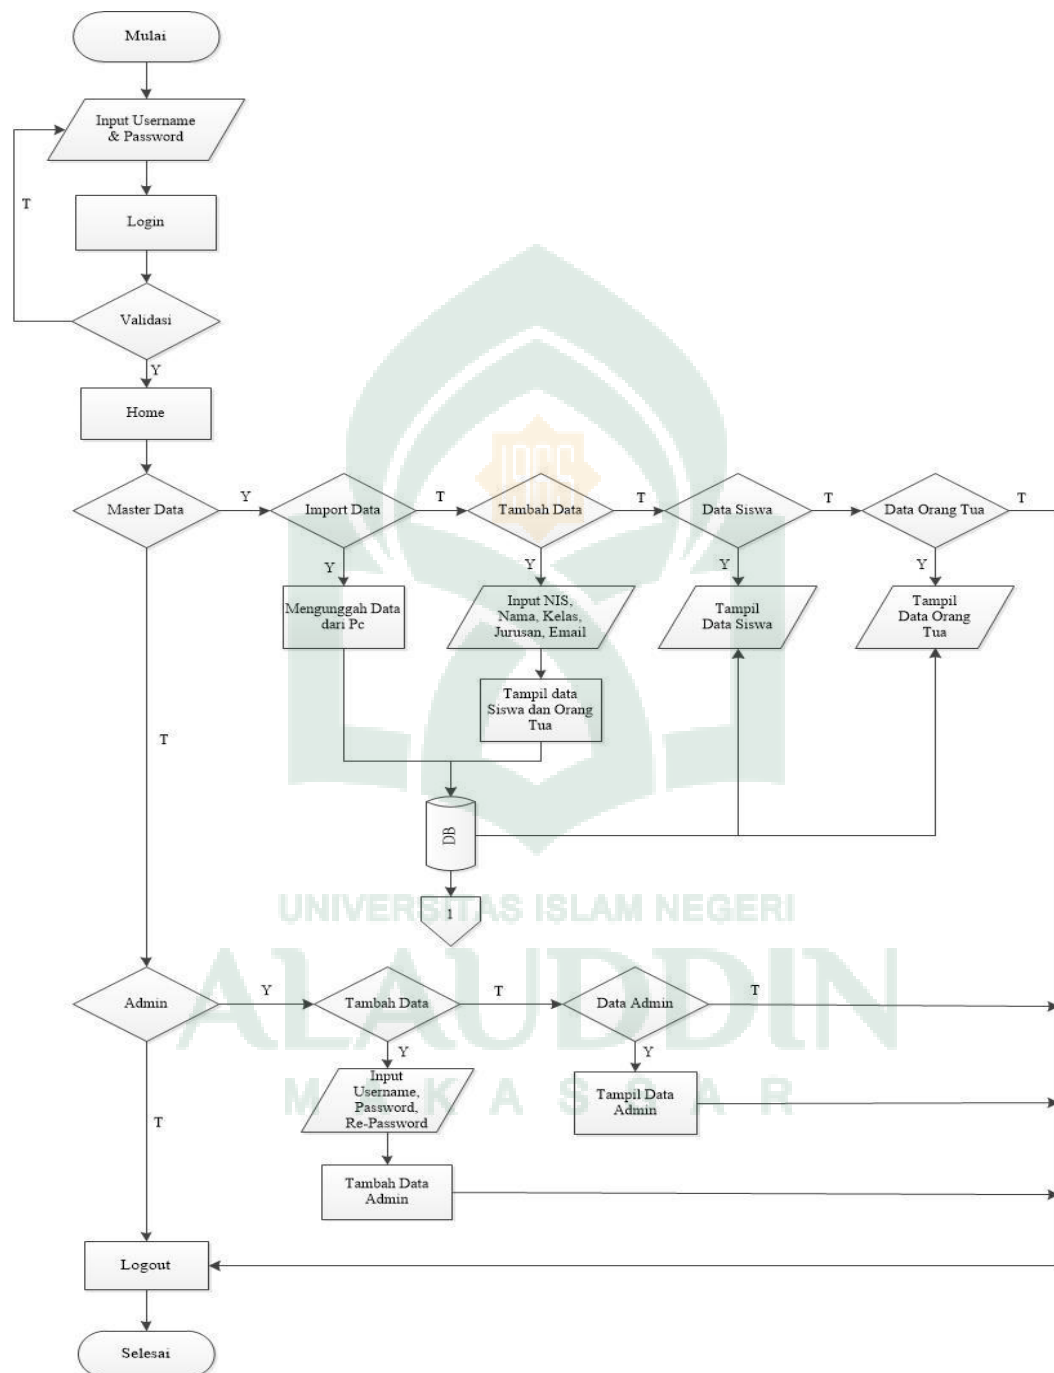 Mulai
Input Username
& Password
T
Login
Validasi
Y
Home
Master Data
Y
Import Data
T
Tambah Data
T
Data Siswa
T
Data Orang Tua
T
Y
Y
Y
Y
Mengunggah Data
dari Pc
Input NIS,
Nama, Kelas,
Jurusan, Email
Tampil
Data Siswa
Tampil
Data Orang
Tua
Tampil data
Siswa dan Orang
Tua
T
DB
1
UNIVERSITAS ISLAM NEGERI
ALAUDDIN
MAKASSAR
1965
Admin
Y
Tambah Data
T
Data Admin
T
Y
Y
Input
Username,
Password,
Re-Password
Tampil Data
Admin
T
Tambah Data
Admin
Logout
Selesai